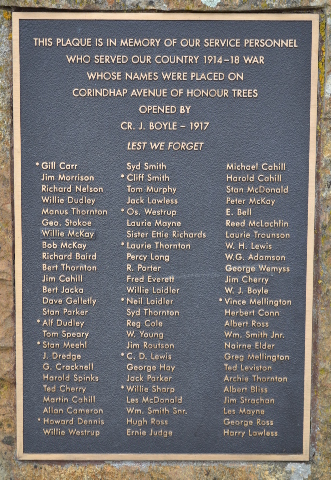 THIS PLAQUE IS IN MEMORY OF OUR SERVICE PERSONNEL
WHO SERVED OUR COUNTRY 1914-18 WAR
WHOSE NAMES WERE PLACED ON
CORINDHAP AVENUE OF HONOUR TREES
OPENED BY
CR. J. BOYLE - 1917
LEST WE FORGET
* Gill Carr
Jim Morrison
Richard Nelson
Willie Dudley
Manus Thornton
Geo. Stokoe
Willie McKay
Bob McKay
Richard Baird
Bert Thornton
Jim Cahill
Bert Jacka
Dave Gelletly
Stan Parker
* Alf Dudley
Tom Speary
* Stan Meehl
J. Dredge
G. Cracknell
Harold Spinks
Ted Cherry
Martin Cahill
Allan Cameron
* Howard Dennis
Willie Westrup
Syd Smith
* Cliff Smith
Tom Murphy
Jack Lawless
* Os. Westrup
Laurie Mayne
Sister Ettie Richards
* Laurie Thornton
Percy Long
R. Porter
Fred Everett
Willie Laidler
* Neil Laidler
Syd Thornton
Reg Cole
W. Young
Jim Routson
* C. D. Lewis
George Hay
Jack Parker
* Willie Sharp
Les McDonald
Wm. Smith Snr.
Hugh Ross
Ernie Judge
Michael Cahill
Harold Cahill
Stan McDonald
Peter McKay
E. Bell
Reed McLachlin
Laurie Traunson
W. H. Lewis
W.G. Adamson
George Wemyss
Jim Cherry
W. J. Boyle
* Vince Mellington
Herbert Conn
Albert Ross
Wm. Smith Jnr.
Nairne Elder
Greg Mellington
Ted Leviston
Archie Thornton
Albert Bliss
Jim Strachan
Les Mayne
George Ross
Harry Lawless